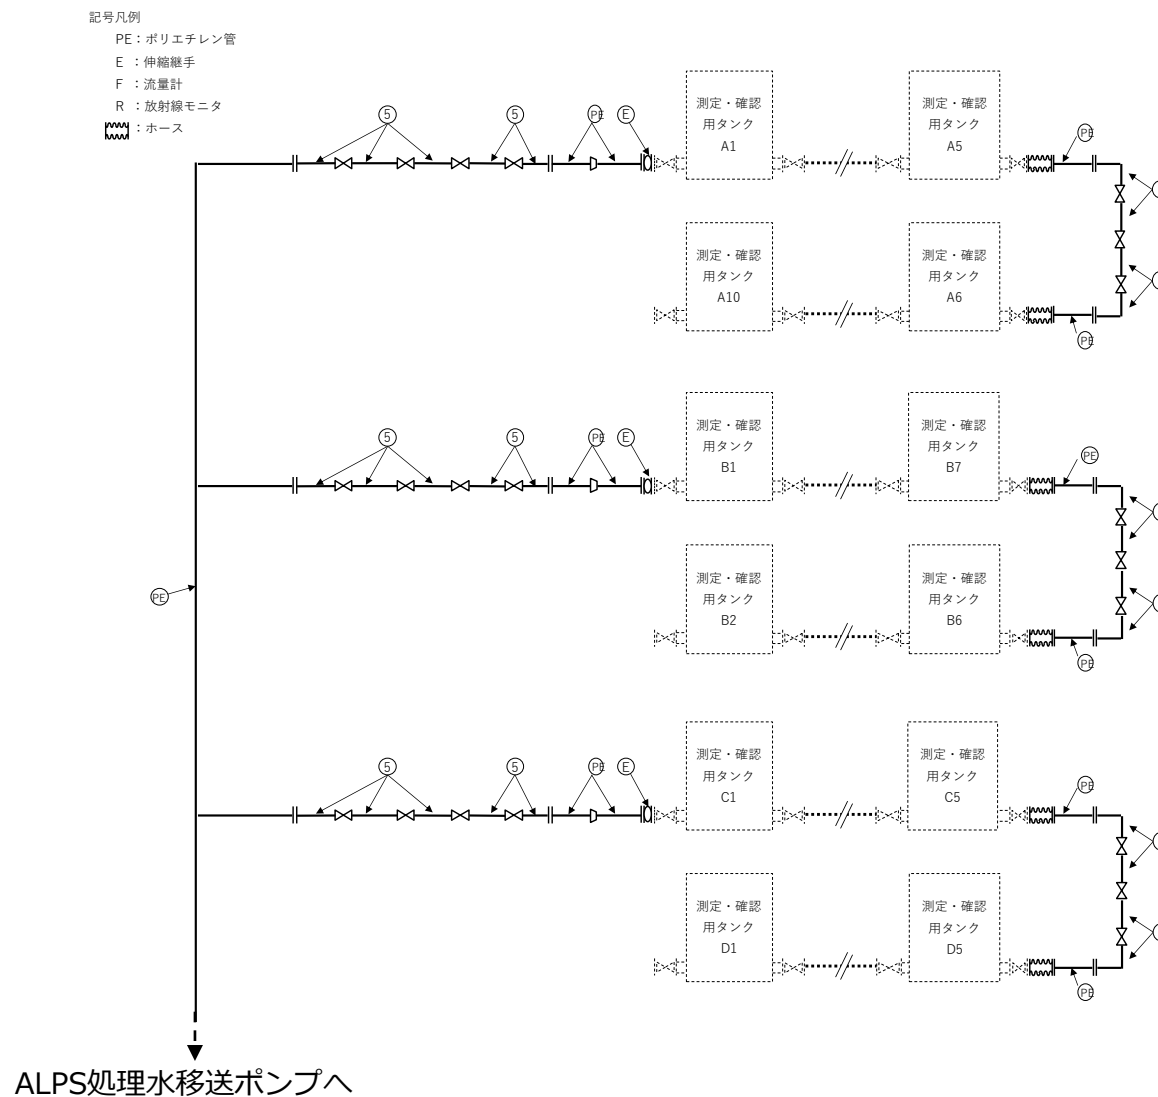 記号凡例
PE：ポリエチレン管
E ：伸縮継手
F ：流量計
R ：放射線モニタ
：ホース
5
5
PE
E
測定・確認
用タンク
A1
測定・確認
用タンク
A5
PE
測定・確認
用タンク
A10
測定・確認
用タンク
A6
PE
5
5
PE
E
測定・確認
用タンク
B1
測定・確認
用タンク
B7
PE
PE
測定・確認
用タンク
B2
測定・確認
用タンク
B6
PE
5
5
PE
E
測定・確認
用タンク
C1
測定・確認
用タンク
C5
PE
測定・確認
用タンク
D1
測定・確認
用タンク
D5
PE
ALPS処理水移送ポンプへ